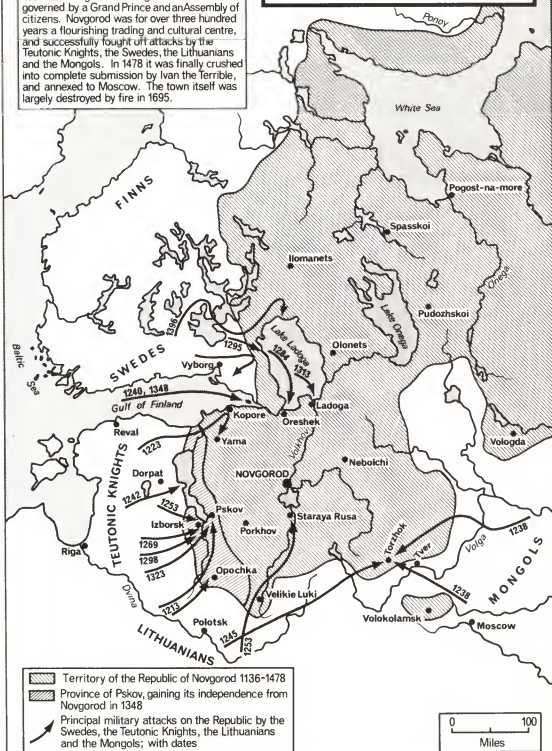 governed by a Grand Prince and an Assembly of
citizens. Novgorod was for over three hundred
years a flourishing trading and cultural centre,
and successfully fought off attacks by the
Teutonic Knights, the Swedes, the Lithuanians
and the Mongols. In 1478 it was finally crushed
into complete submission by Ivan the Terrible,
and annexed to Moscow. The town itself was
largely destroyed by fire in 1695.
Ponoy
White Sea
FINNS
Pogost-na-more
Spasskoi
Ilomanets
Onega
Pudozhskoi
Lake Onega
1396
Lake Ladoga
1295
1284
1313
Olonets
Baltic
Sea
SWEDES
Vyborg
1240, 1348
Gulf of Finland
Kopore
Oreshek
Ladoga
Reval
Yama
Volkhov
Vologda
1223
Nebolchi
TEUTONIC KNIGHTS
Dorpat
NOVGOROD
1242
1253
Pskov
Staraya Rusa
Izborsk
Porkhov
1238
Torzhok
Volga
Riga
1269
1298
1323
Tver
MONGOLS
Opochka
Dvina
1213
Velikie Luki
1238
Volokolamsk
Polotsk
1245
Moscow
LITHUANIANS
1253
Territory of the Republic of Novgorod 1136-1478
Province of Pskov, gaining its independence from
Novgorod in 1348
Principal military attacks on the Republic by the
Swedes, the Teutonic Knights, the Lithuanians
and the Mongols; with dates
0 100
Miles